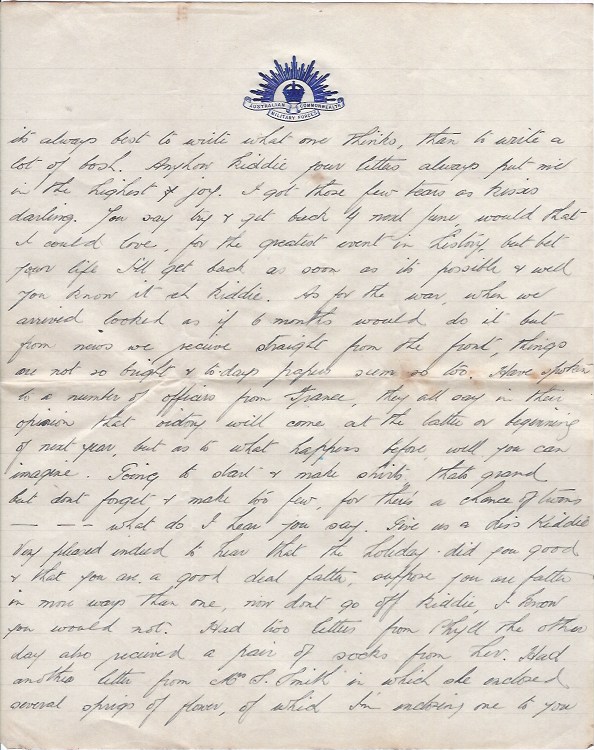 AUSTRALIAN COMMONWEALTH
MILITARY FORCES
its always best to write what one thinks, than to write a
lot of bosh. Anyhow Kiddie your letters always put me
in the highest of joy. I got those few tears as kisses
darling. You say try & get back 4 next June, would that
I could love, for the greatest event in History, but bet
your life I'll get back as soon as its possible & well
you know it eh Kiddie. As for the war, when we
arrived looked as if 6 months would do it but
from news we receive straight from the front, things
are not so bright & to-days papers seem so too. Have spoken
to a number of officers from France, they all say in their
opinion that victory will come at the latter or beginning
of next year, but as to what happens before, well you can
imagine. Going to start & make shirts, thats grand
but dont forget & make too few, for there's a chance of twins
— — — what do I hear you say. Give us a Kiddie
Very pleased indeed to hear that the holiday did you good
& that you are a good deal fatter, suppose you are fatter
in more ways than one, now dont go off Kiddie, I know
you would not. Had two letters from Phyll the other
day also recieved a pair of socks from her. Had
another letter from Mrs S. Smith in which she enclosed
several sprigs of flower, of which I'm enclosing one to you